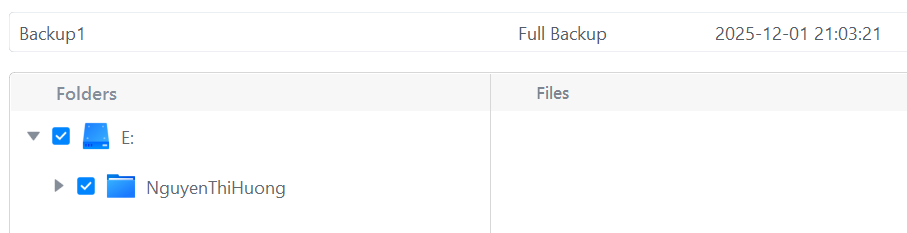 Backup1 Full Backup 2025-12-01 21:03:21
Folders Files
E:
NguyenThiHuong